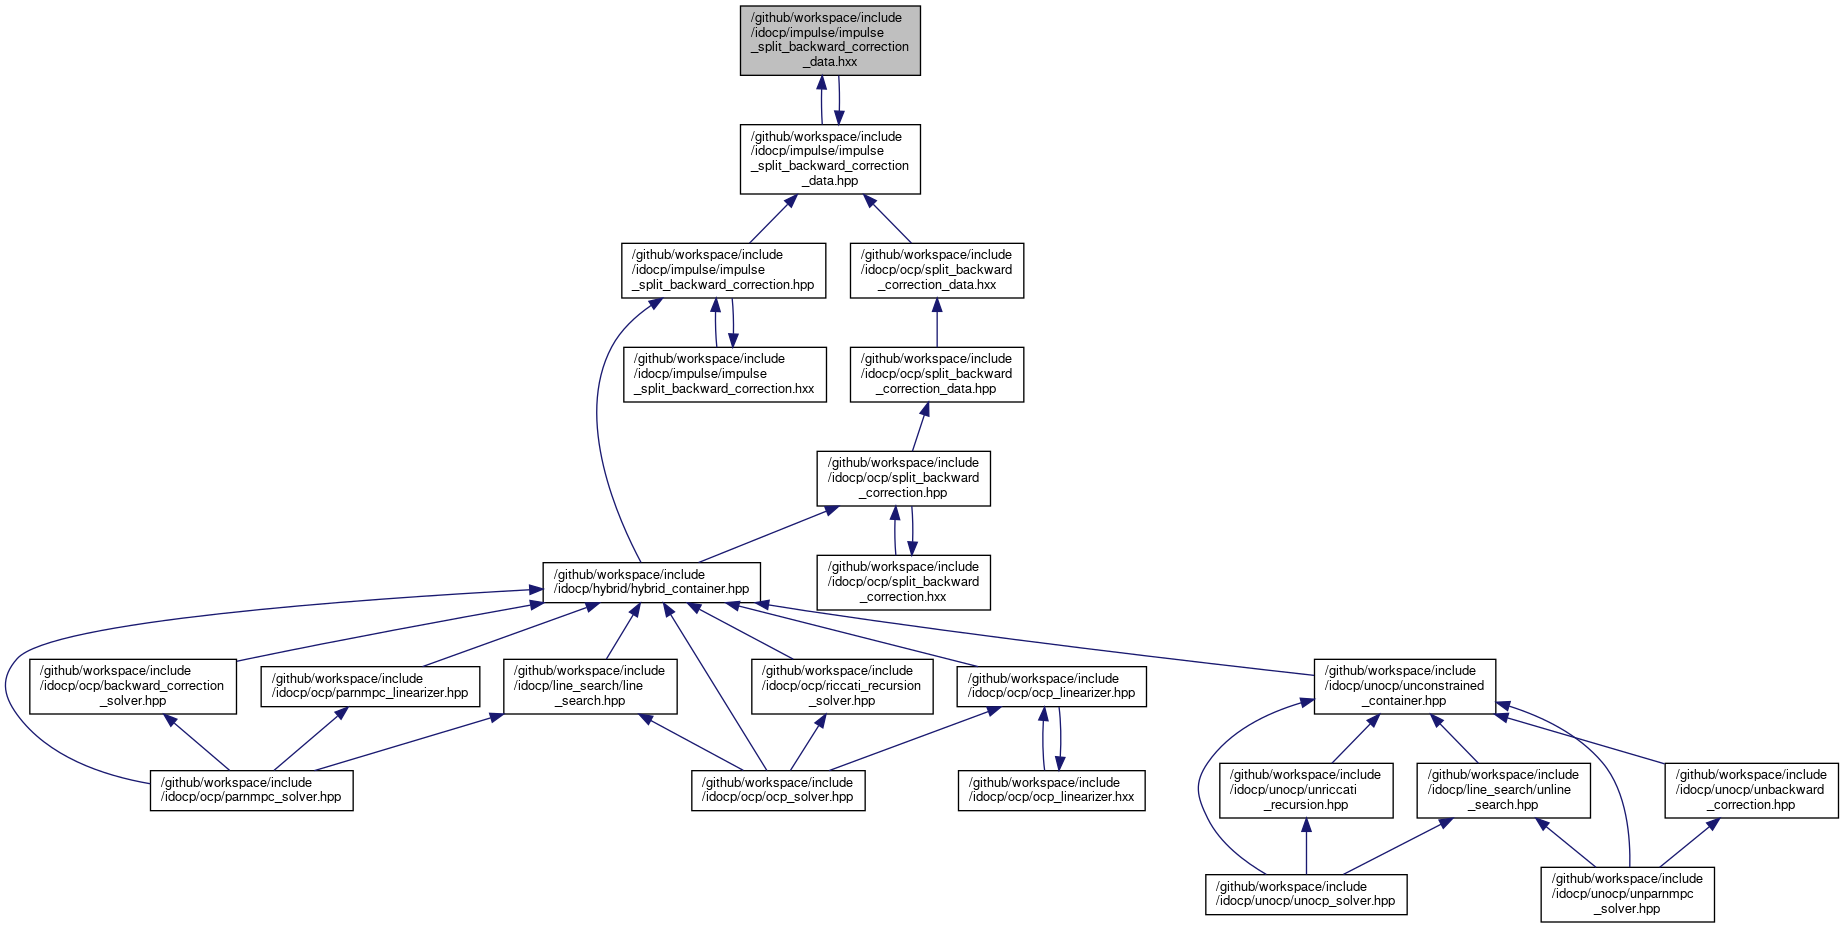 /github/workspace/include
/idocp/impulse/impulse
_split_backward_correction
_data.hxx
/github/workspace/include
/idocp/impulse/impulse
_split_backward_correction
_data.hpp
/github/workspace/include
/idocp/impulse/impulse
_split_backward_correction.hpp
/github/workspace/include
/idocp/ocp/split_backward
_correction_data.hxx
/github/workspace/include
/idocp/impulse/impulse
_split_backward_correction.hxx
/github/workspace/include
/idocp/ocp/split_backward
_correction_data.hpp
/github/workspace/include
/idocp/ocp/split_backward
_correction.hpp
/github/workspace/include
/idocp/hybrid/hybrid_container.hpp
/github/workspace/include
/idocp/ocp/split_backward
_correction.hxx
/github/workspace/include
/idocp/ocp/backward_correction
_solver.hpp
/github/workspace/include
/idocp/ocp/parnmpc_linearizer.hpp
/github/workspace/include
/idocp/line_search/line
_search.hpp
/github/workspace/include
/idocp/ocp/riccati_recursion
_solver.hpp
/github/workspace/include
/idocp/ocp/ocp_linearizer.hpp
/github/workspace/include
/idocp/unocp/unconstrained
_container.hpp
/github/workspace/include
/idocp/ocp/parnmpc_solver.hpp
/github/workspace/include
/idocp/ocp/ocp_solver.hpp
/github/workspace/include
/idocp/ocp/ocp_linearizer.hxx
/github/workspace/include
/idocp/unocp/unriccati
_recursion.hpp
/github/workspace/include
/idocp/line_search/unline
_search.hpp
/github/workspace/include
/idocp/unocp/unbackward
_correction.hpp
/github/workspace/include
/idocp/unocp/unocp_solver.hpp
/github/workspace/include
/idocp/unocp/unparnmpc
_solver.hpp